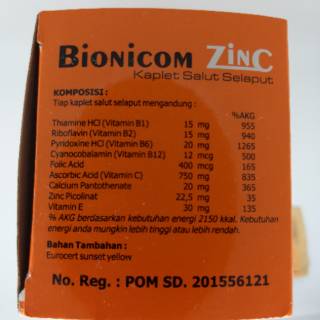 BIONICOM ZINC
Kaplet Salut Selaput
KOMPOSISI :
Tiap kaplet salut selaput mengandung :
%AKG
Thiamine HCl (Vitamin B1) 15 mg 955
Riboflavin (Vitamin B2) 15 mg 940
Pyridoxine HCl (Vitamin B6) 20 mg 1265
Cyanocobalamin (Vitamin B12) 12 mcg 500
Folic Acid 400 mcg 165
Ascorbic Acid (Vitamin C) 750 mg 835
Calcium Pantothenate 20 mg 365
Zinc Picolinat 22,5 mg 35
Vitamin E 30 mg 135
% AKG berdasarkan kebutuhan energi 2150 kkal. Kebutuhan
energi anda mungkin lebih tinggi atau lebih rendah.
Bahan Tambahan :
Eurocert sunset yellow
No. Reg. : POM SD. 201556121